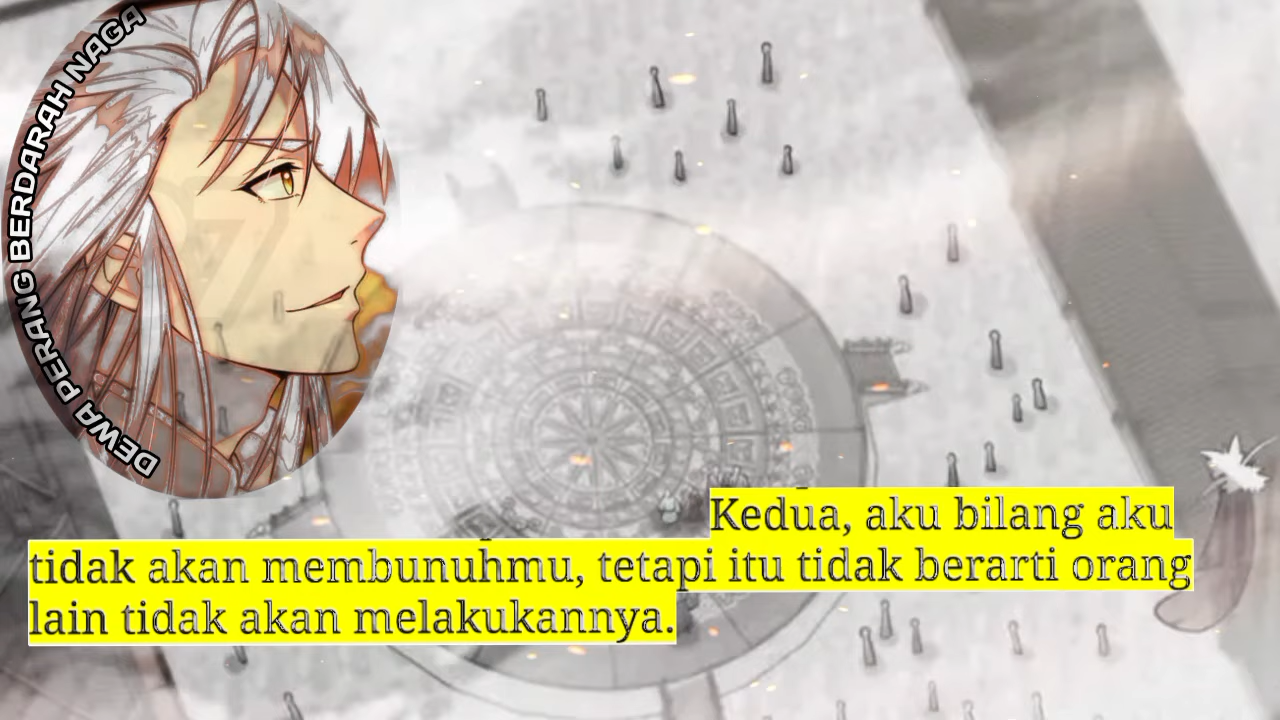 DEWA PERANG BERDARAH NAGA
Kedua, aku bilang aku
tidak akan membunuhmu, tetapi itu tidak berarti orang
lain tidak akan melakukannya.